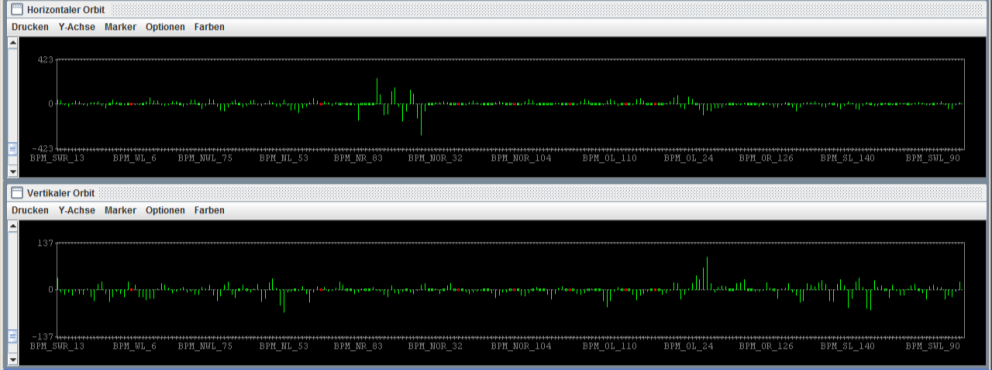 Horizontaler Orbit
Drucken Y-Achse Marker Optionen Farben
423
0
-423
BPM_SWR_13 BPM_WL_6 BPM_NWL_75 BPM_NL_53 BPM_NR_83 BPM_NOR_32 BPM_NOR_104 BPM_OL_110 BPM_OL_24 BPM_OR_126 BPM_SL_140 BPM_SWL_90
Vertikaler Orbit
Drucken Y-Achse Marker Optionen Farben
137
0
-137
BPM_SWR_13 BPM_WL_6 BPM_NWL_75 BPM_NL_53 BPM_NR_83 BPM_NOR_32 BPM_NOR_104 BPM_OL_110 BPM_OL_24 BPM_OR_126 BPM_SL_140 BPM_SWL_90